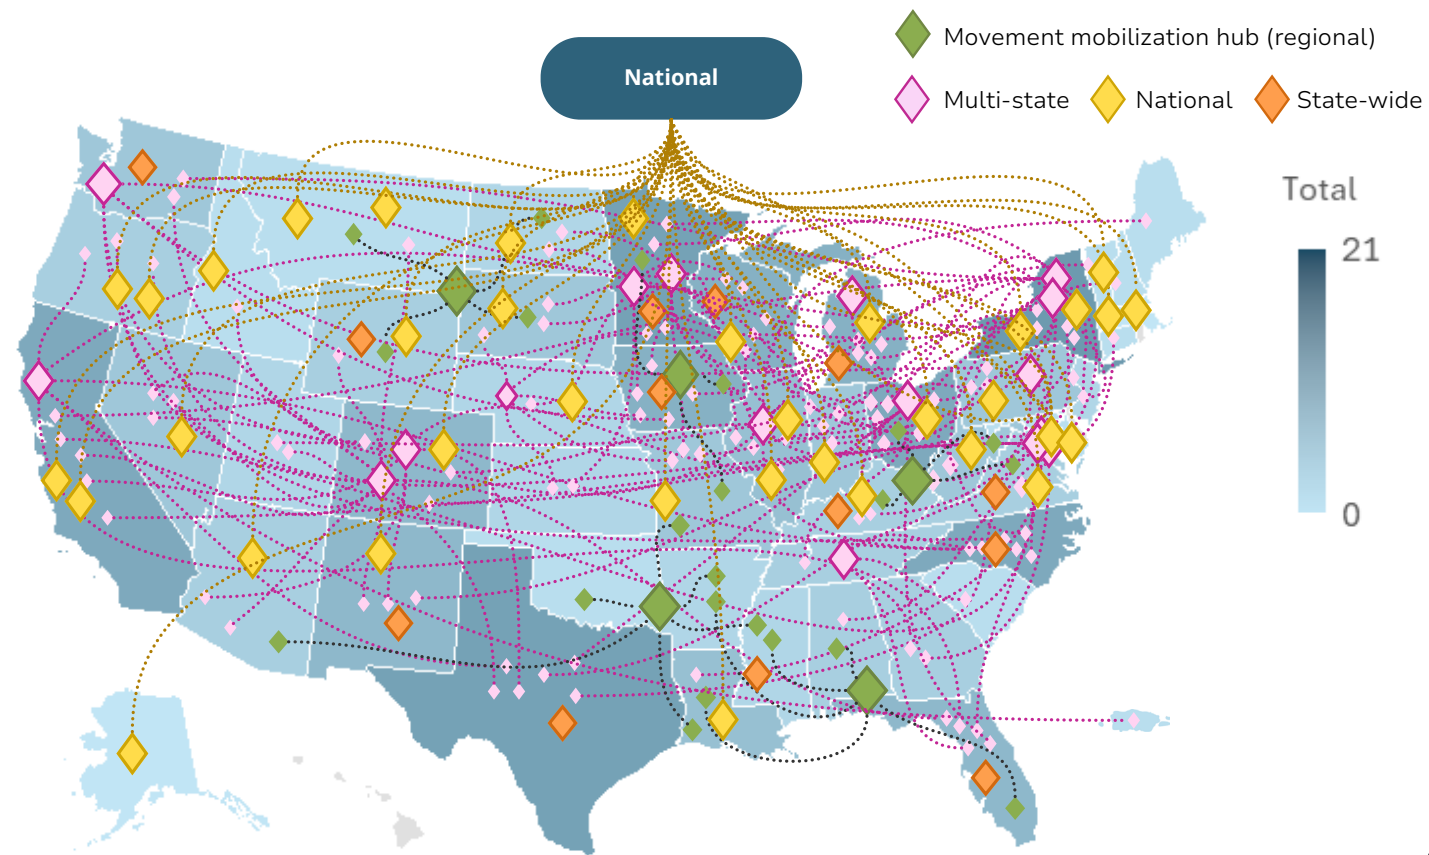 National
Movement mobilization hub (regional)
Multi-state
National
State-wide
Total
21
0